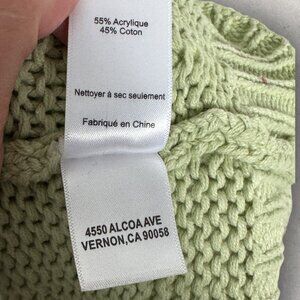 55% Acrylique
45% Coton
Nettoyer à sec seulement
Fabriqué en Chine
4550 ALCOA AVE
VERNON,CA 90058